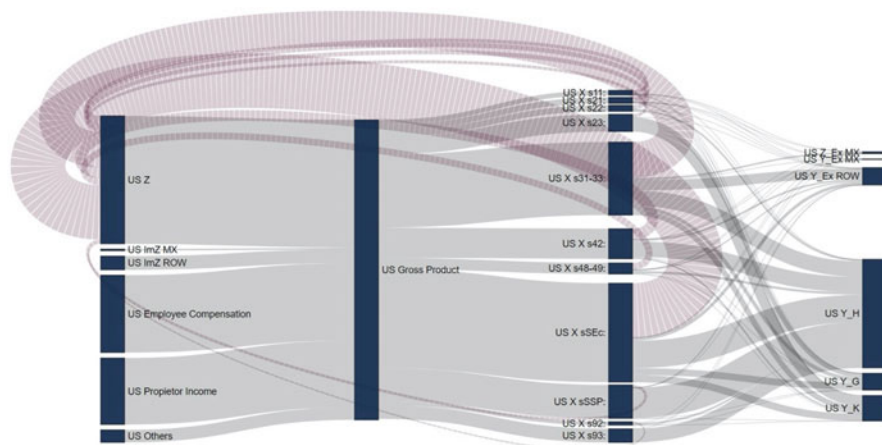 US X s11:
US X s21:
US X s22:
US X s23:
US Z_Ex MX
US Y_Ex MX
US Y_Ex ROW
US Z
US X s31-33:
US X s42:
US ImZ MX
US ImZ ROW
US Gross Product
US X s48-49:
US Employee Compensation
US Y_H
US X sSEc:
US Propietor Income
US Y_G
US X sSSP:
US Y_K
US X s92:
US Others
US X s93: